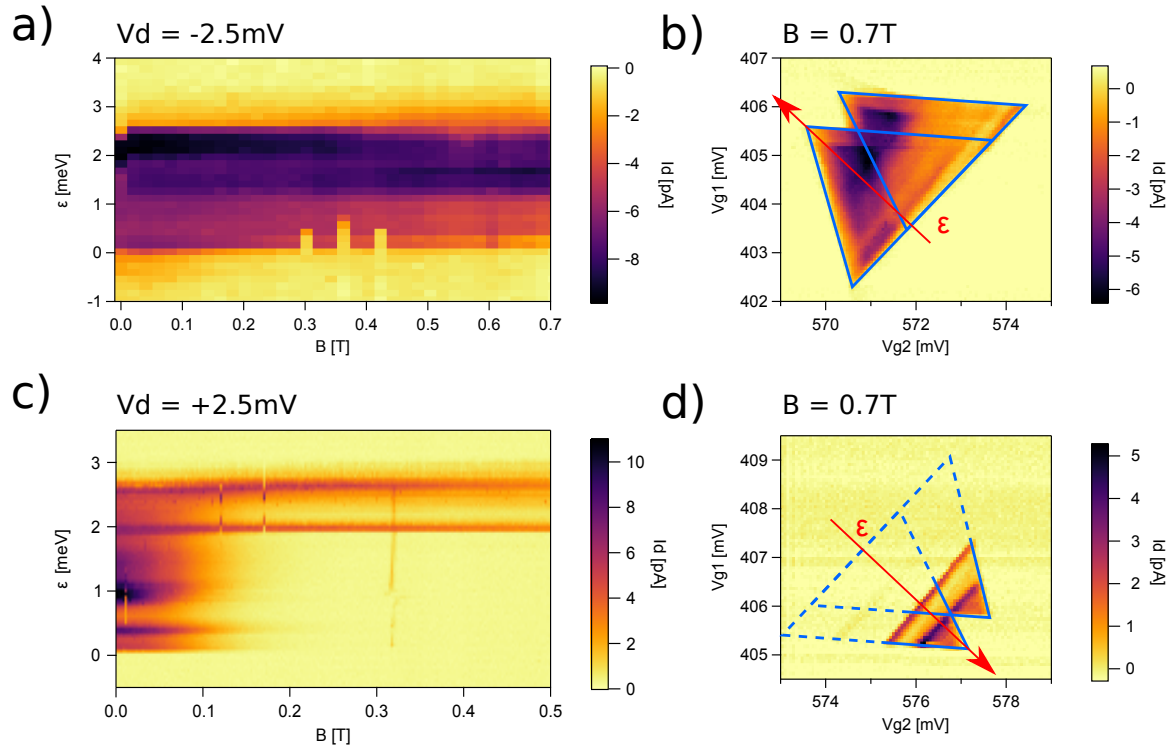 a)
Vd = -2.5mV
4
3
2
1
0
-1
ε [meV]
0.0 0.1 0.2 0.3 0.4 0.5 0.6 0.7
B [T]
0
-2
-4
-6
-8
Id [pA]
b)
B = 0.7T
407
406
405
404
403
402
Vg1 [mV]
ε
570 572 574
Vg2 [mV]
0
-1
-2
-3
-4
-5
-6
Id [pA]
c)
Vd = +2.5mV
3
2
1
0
ε [meV]
0.0 0.1 0.2 0.3 0.4 0.5
B [T]
10
8
6
4
2
0
Id [pA]
d)
B = 0.7T
409
408
407
406
405
Vg1 [mV]
ε
574 576 578
Vg2 [mV]
5
4
3
2
1
0
Id [pA]